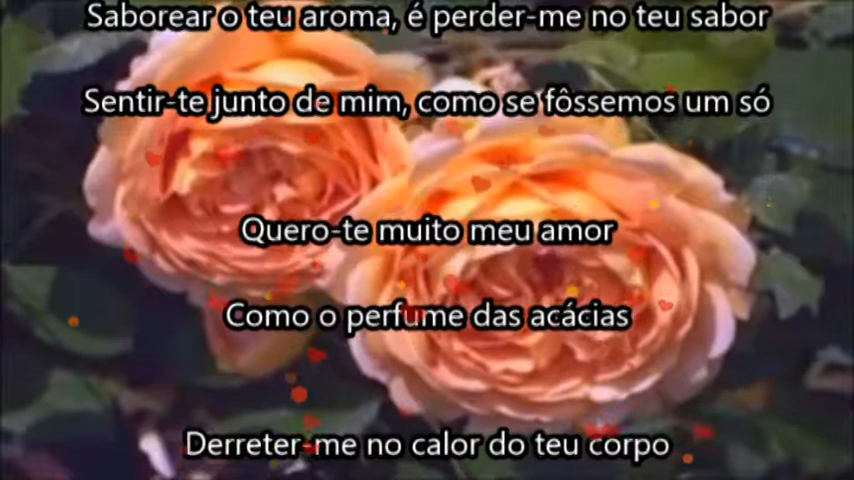 Saborear o teu aroma, é perder-me no teu sabor
Sentir-te junto de mim, como se fôssemos um só
Quero-te muito meu amor
Como o perfume das acácias
Derreter-me no calor do teu corpo